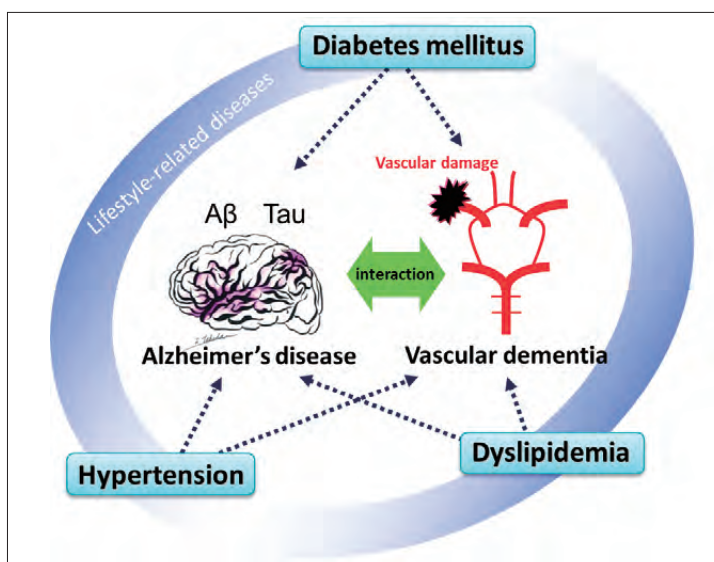 Diabetes mellitus
Lifestyle-related diseases
Vascular damage
Aβ Tau
interaction
Alzheimer's disease
Vascular dementia
Hypertension
Dyslipidemia